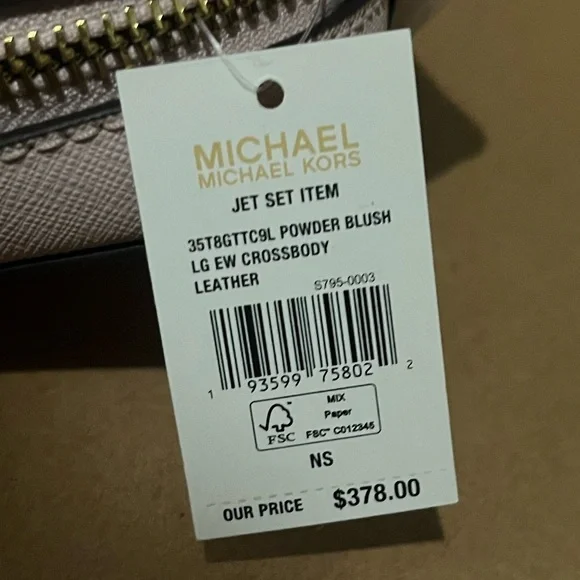 MICHAEL
MICHAEL KORS
JET SET ITEM
35T8GTTC9L POWDER BLUSH
LG EW CROSSBODY
LEATHER
S795-0003
1 93599 75802 2
FSC
MIX
Paper
FSC™ C012345
NS
OUR PRICE $378.00